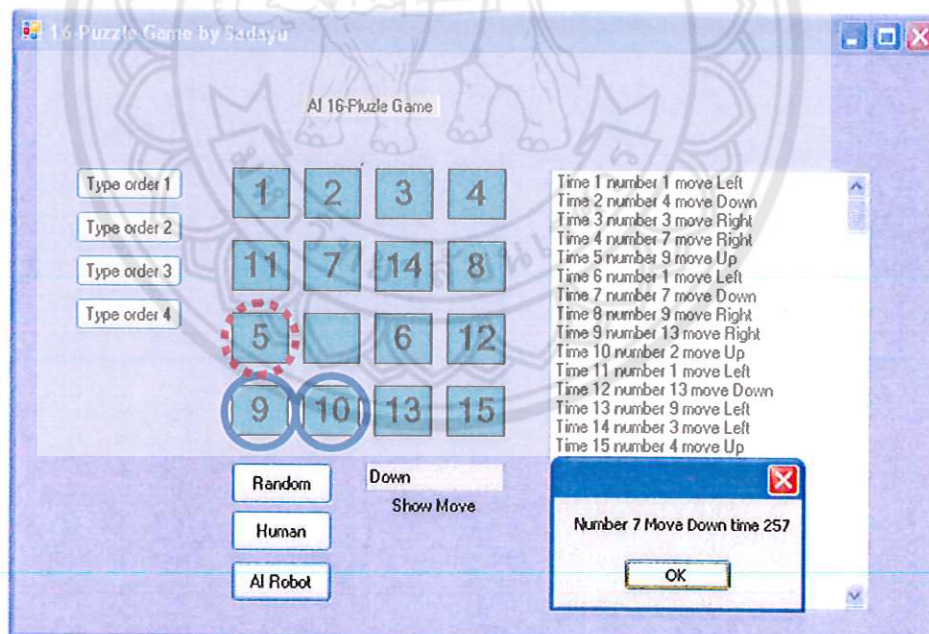 16-Puzzle Game by Sadayu
AI 16-Pluzle Game
Type order 1
Type order 2
Type order 3
Type order 4
1 2 3 4
11 7 14 8
5 6 12
9 10 13 15
Random
Human
AI Robot
Down
Show Move
Time 1 number 1 move Left
Time 2 number 4 move Down
Time 3 number 3 move Right
Time 4 number 7 move Right
Time 5 number 9 move Up
Time 6 number 1 move Left
Time 7 number 7 move Down
Time 8 number 9 move Right
Time 9 number 13 move Right
Time 10 number 2 move Up
Time 11 number 1 move Left
Time 12 number 13 move Down
Time 13 number 9 move Left
Time 14 number 3 move Left
Time 15 number 4 move Up
Number 7 Move Down time 257
OK